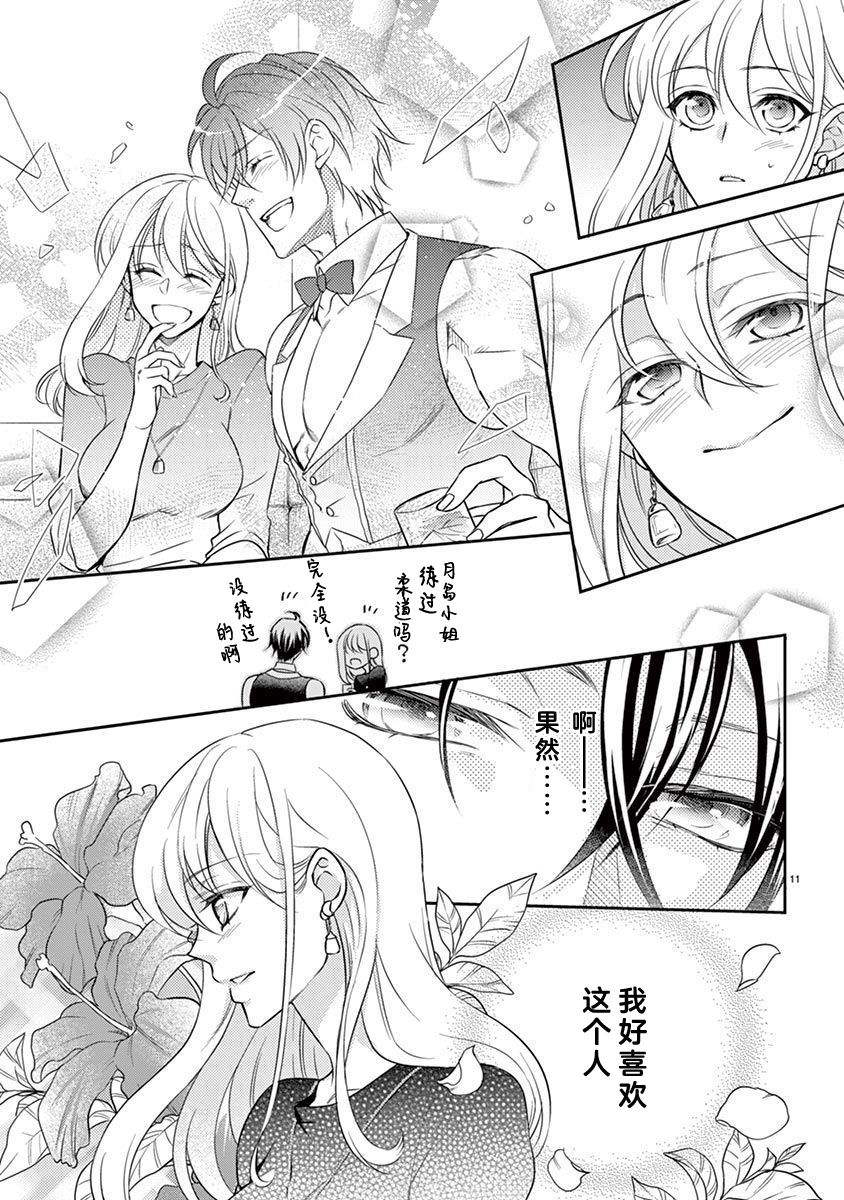 月岛小姐
练过
柔道吗？
完全没！
没练过
的啊
啊——…
果然……
11
我好喜欢
这个人